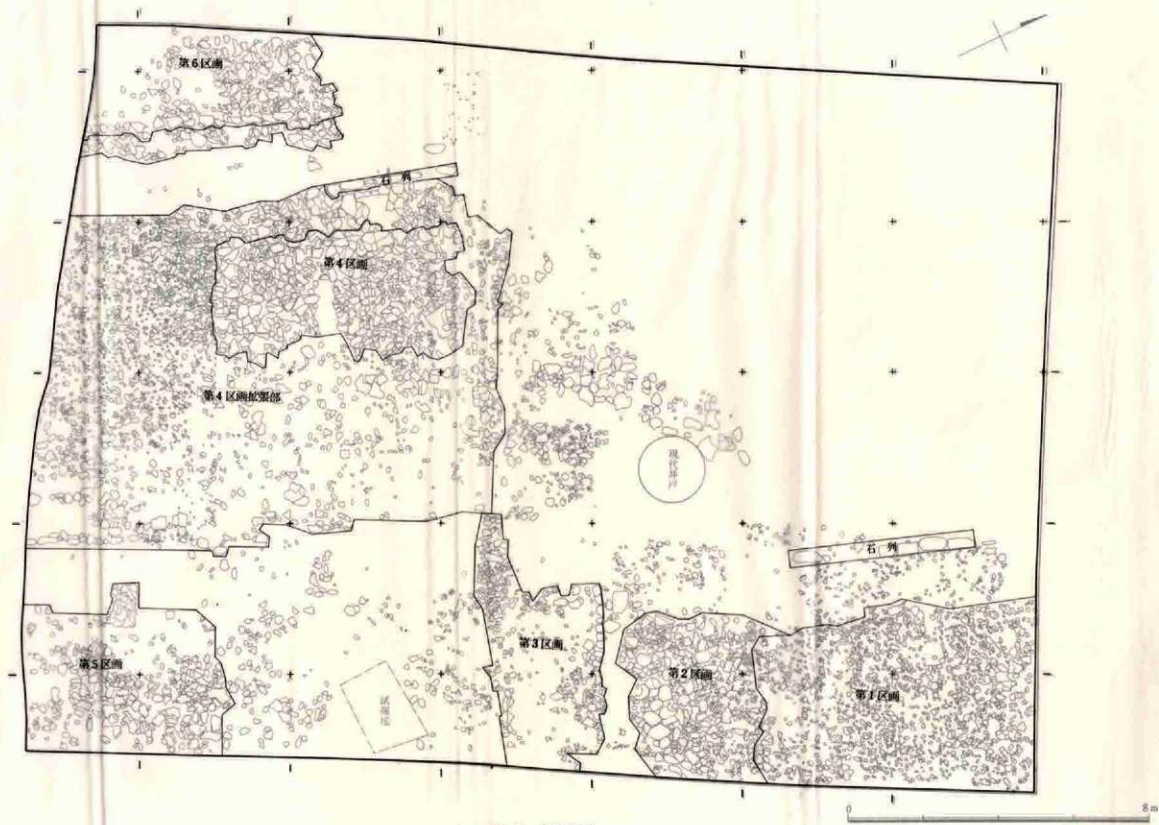 第6区画
石列
第4区画
第4区画拡張部
現代井戸
石列
第3区画
第5区画
第2区画
第1区画
試掘坑
0 8m